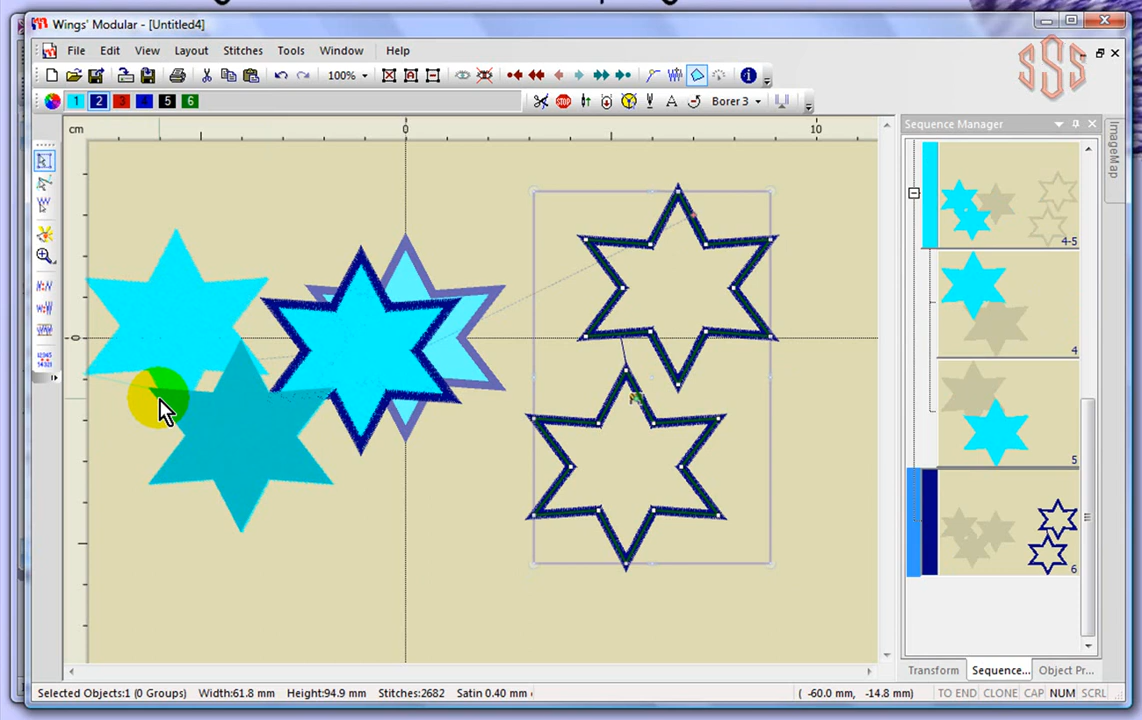 Wings' Modular - [Untitled4]
SSS
File Edit View Layout Stitches Tools Window Help
100%
1 2 3 4 5 6 STOP A Borer 3
cm 0 10
Sequence Manager
ImageMap
4-5
4
0
5
6
Transform Sequence... Object Pr...
Selected Objects:1 (0 Groups) Width:61.8 mm Height:94.9 mm Stitches:2682 Satin 0.40 mm ( -60.0 mm, -14.8 mm) TO END CLONE CAP NUM SCRL